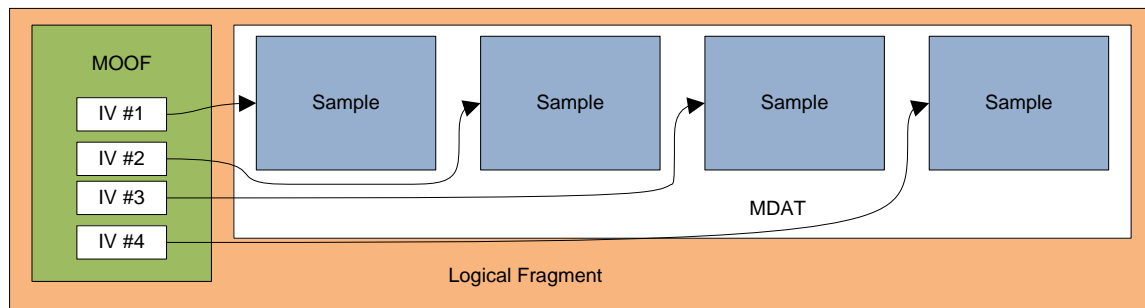 MOOF
IV #1
IV #2
IV #3
IV #4
Sample
Sample
Sample
Sample
MDAT
Logical Fragment